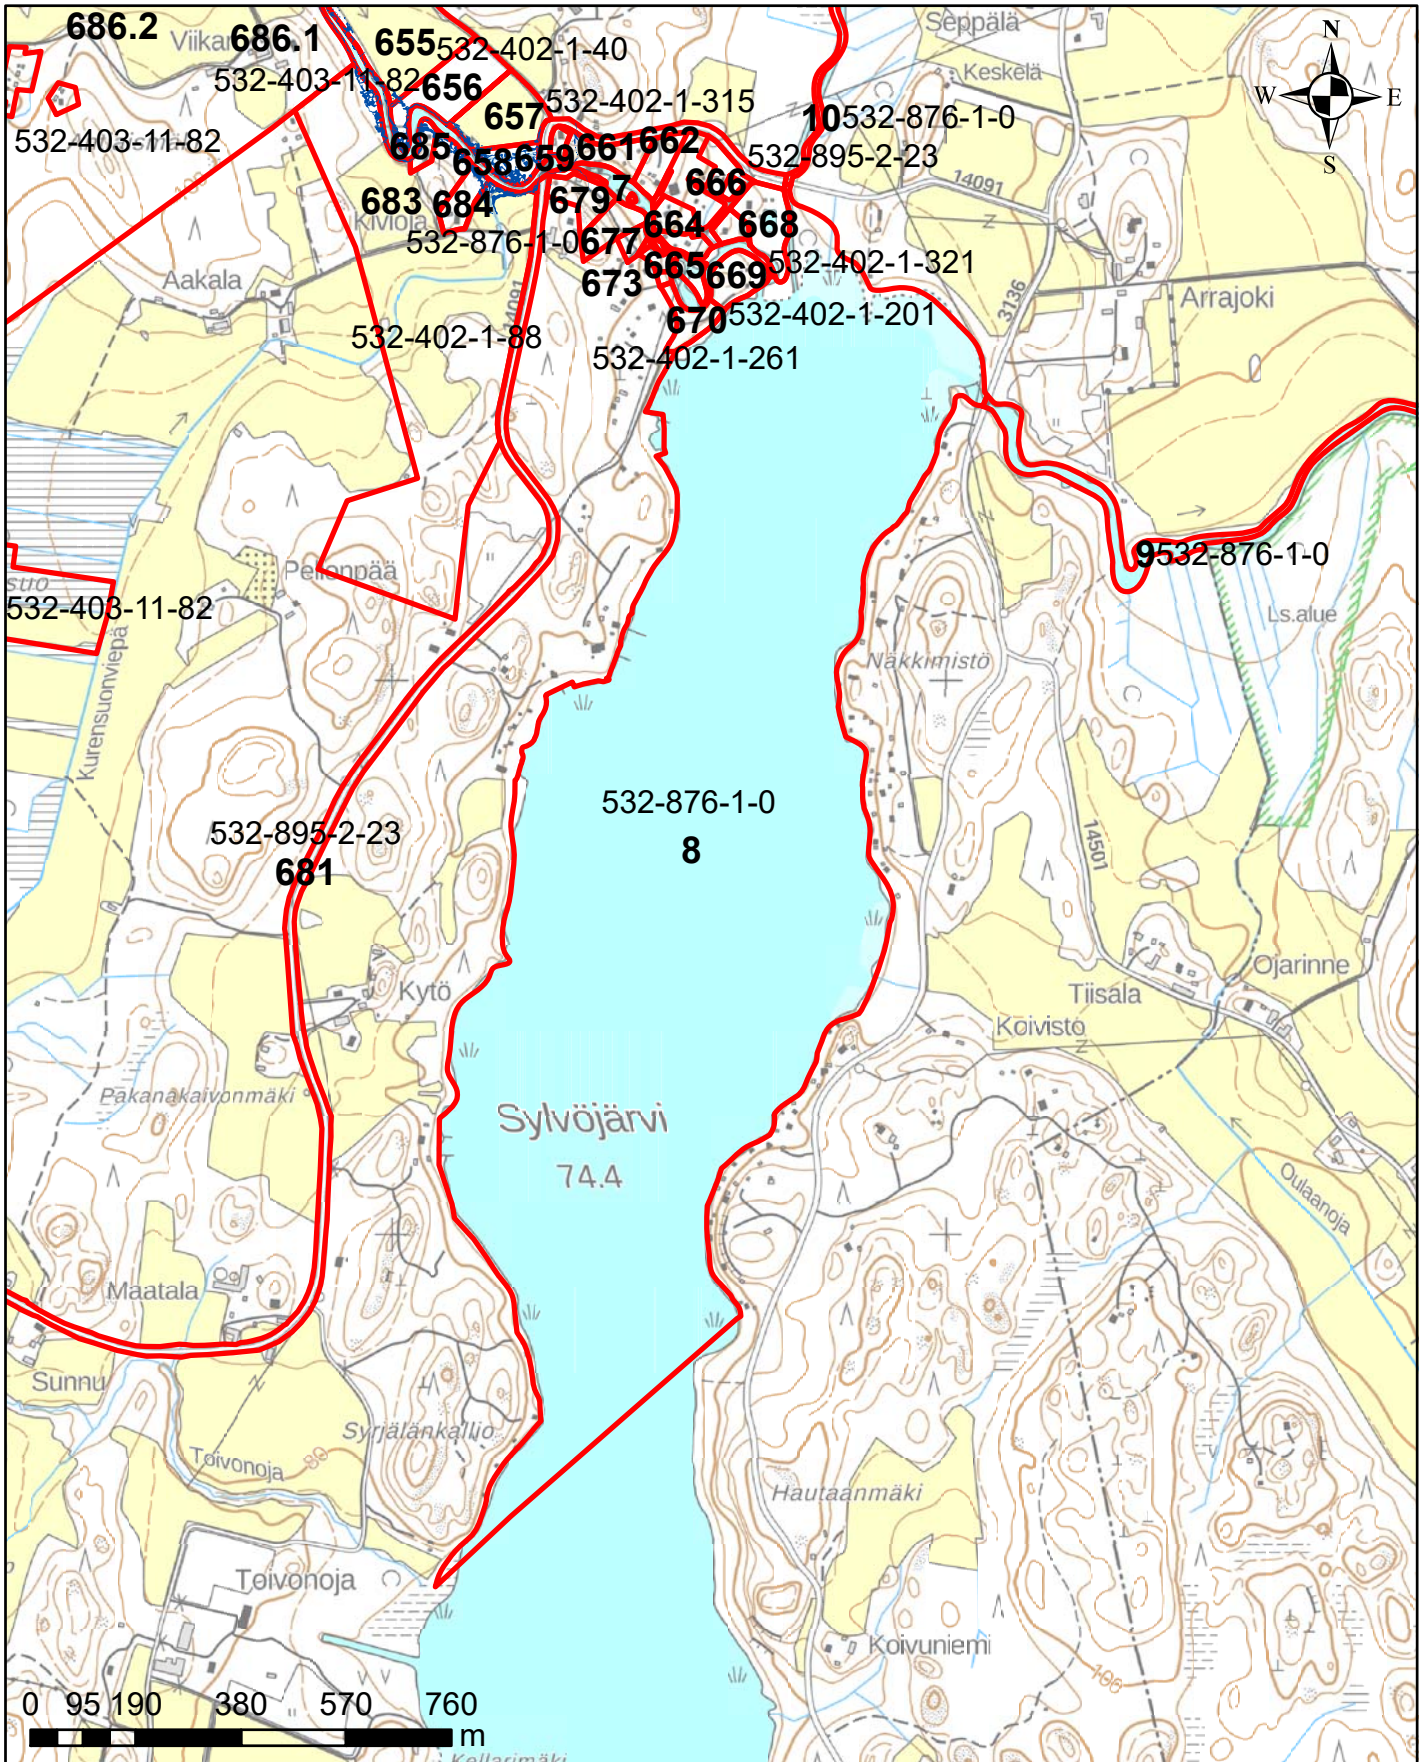 686.2
Viikar
686.1
655
532-402-1-40
Seppälä
N
W
E
S
532-403-11-82
656
Keskelä
657
532-402-1-315
10
532-876-1-0
532-403-11-82
685
658
659
661
662
532-895-2-23
14091
683
684
679
7
666
532-876-1-0
677
664
668
Aakala
673
665
669
532-402-1-321
14091
3136
Arrajoki
532-402-1-88
670
532-402-1-201
532-402-1-261
9
532-876-1-0
suo
Pellonpää
532-403-11-82
Ls.alue
Kurensuonviepä
Näkkimistö
532-876-1-0
8
532-895-2-23
681
14501
Kytö
Ojarinne
Tiisala
Koivisto
Pakanakaivonmäki
Sylvöjärvi
74.4
Oulaanoja
Maatala
Sunnu
Syrjälänkallio
Toivonoja
Hautaanmäki
Toivonoja
Koivuniemi
100
0 95 190 380 570 760
m
Kellarimäki